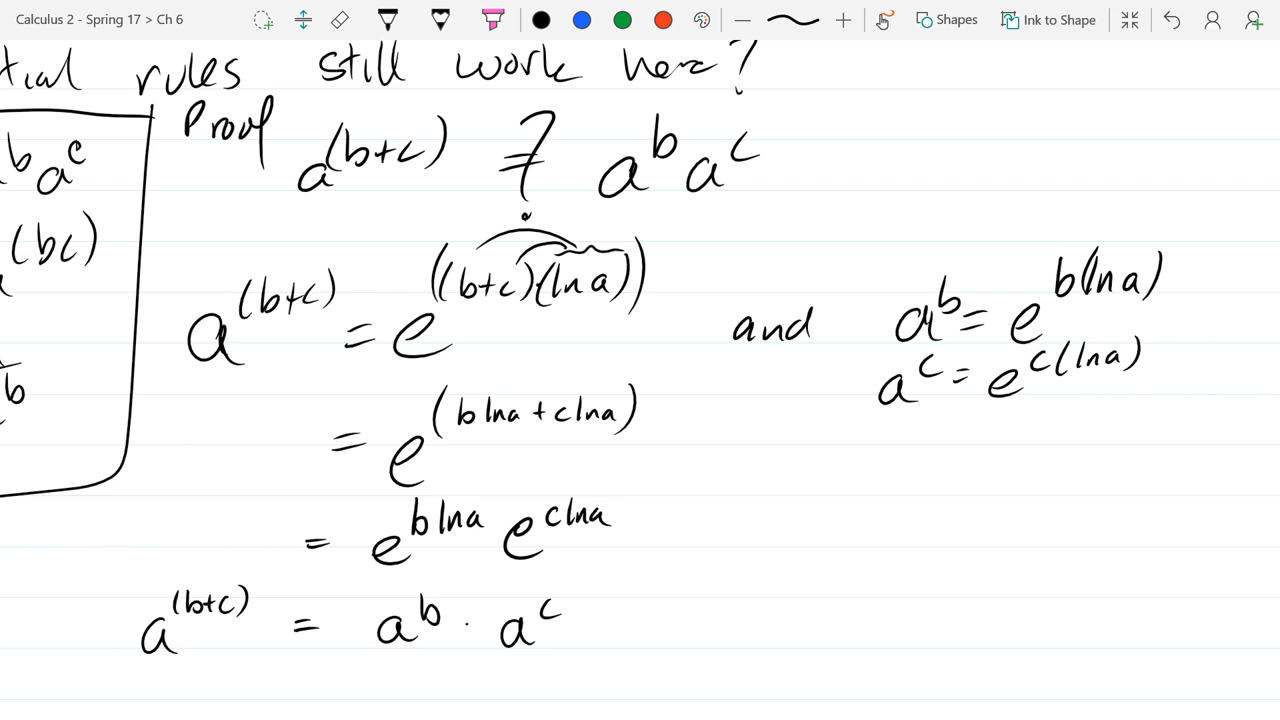 Calculus 2 - Spring 17 > Ch 6 Shapes Ink to Shape
tial rules still work here?
Proof a^(b+c) =? a^b a^c
^b a^c
^(bc)
a^(b+c) = e^((b+c)(ln a)) and a^b = e^b(ln a)
a^c = e^c(ln a)
b
= e^(b ln a + c ln a)
= e^b ln a e^c ln a
a^(b+c) = a^b · a^c